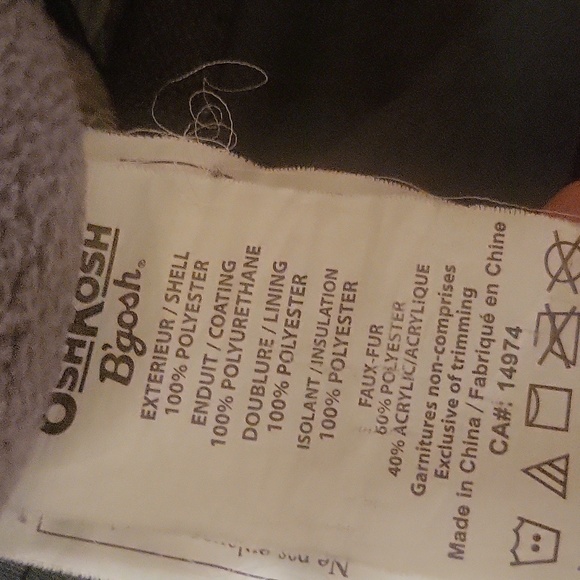 OSHKOSH
B'gosh®
EXTERIEUR / SHELL
100% POLYESTER
ENDUIT / COATING
100% POLYURETHANE
DOUBLURE / LINING
100% POLYESTER
ISOLANT / INSULATION
100% POLYESTER
FAUX-FUR
60% POLYESTER
40% ACRYLIC/ACRYLIQUE
Garnitures non-comprises
Exclusive of trimming
Made in China / Fabriqué en Chine
CA#: 14974
Ne pas